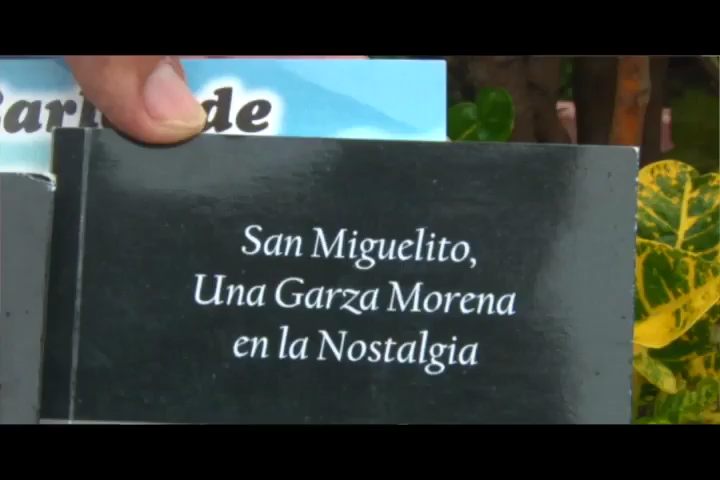 de
San Miguelito,
Una Garza Morena
en la Nostalgia